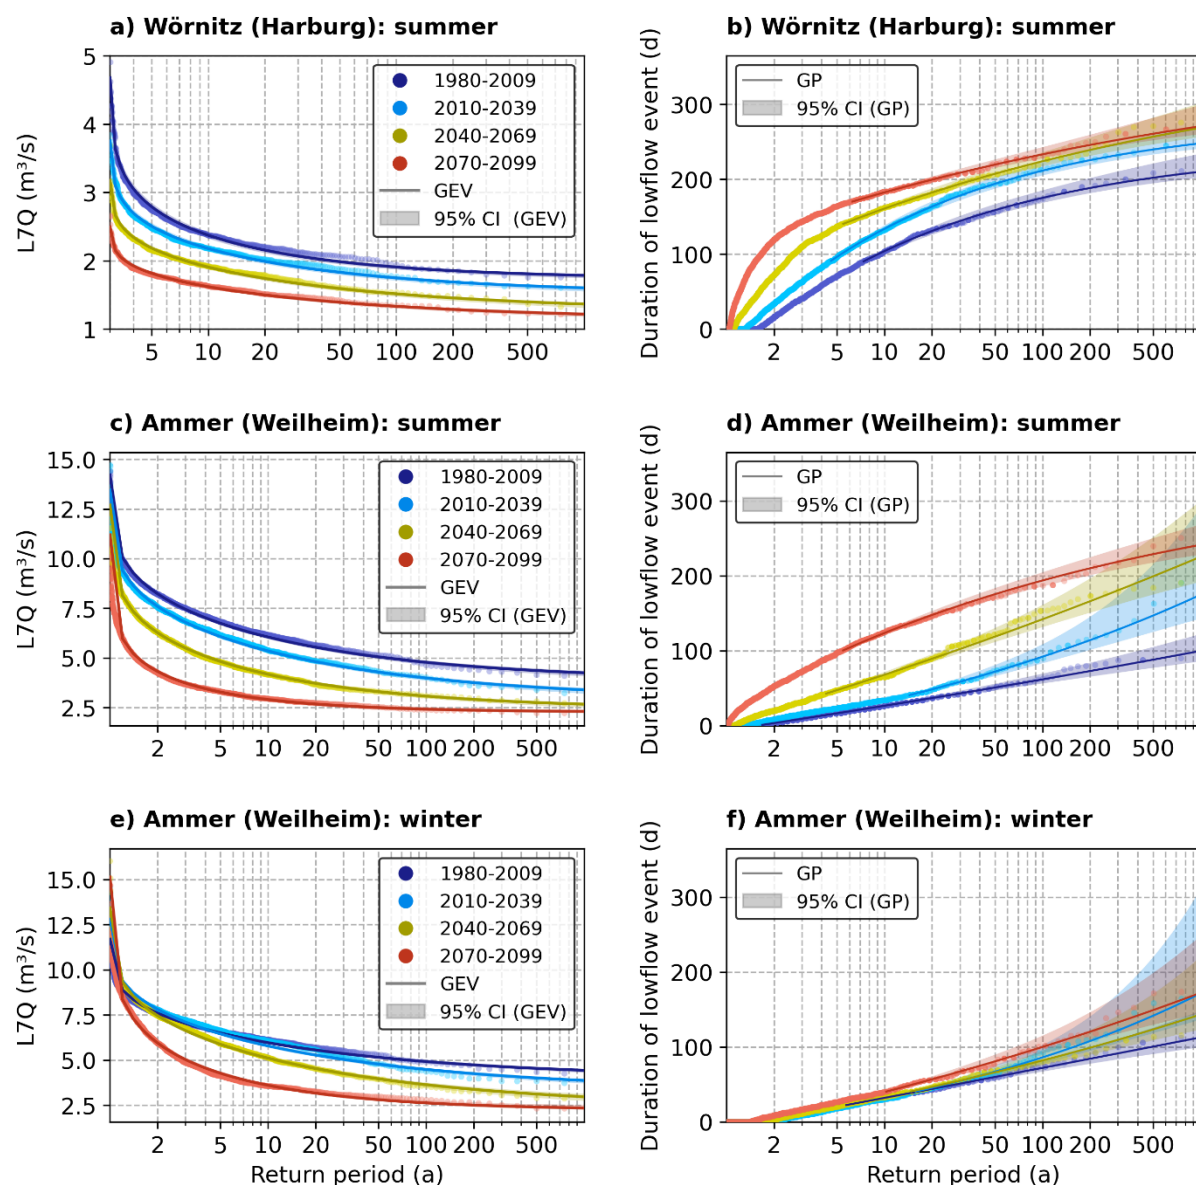 a) Wörnitz (Harburg): summer
L7Q (m³/s)
5
4
3
2
1
1980-2009
2010-2039
2040-2069
2070-2099
GEV
95% CI (GEV)
5 10 20 50 100 500
b) Wörnitz (Harburg): summer
Duration of lowflow event (d)
300
200
100
0
GP
95% CI (GP)
2 5 10 20 50 100 200 500
c) Ammer (Weilheim): summer
L7Q (m³/s)
15.0
12.5
10.0
7.5
5.0
2.5
1980-2009
2010-2039
2040-2069
2070-2099
GEV
95% CI (GEV)
2 5 10 20 50 100 200 500
d) Ammer (Weilheim): summer
Duration of lowflow event (d)
300
200
100
0
GP
95% CI (GP)
2 5 10 20 50 100 200 500
e) Ammer (Weilheim): winter
L7Q (m³/s)
15.0
12.5
10.0
7.5
5.0
2.5
1980-2009
2010-2039
2040-2069
2070-2099
GEV
95% CI (GEV)
2 5 10 20 50 100 200 500
Return period (a)
f) Ammer (Weilheim): winter
Duration of lowflow event (d)
300
200
100
0
GP
95% CI (GP)
2 5 10 20 50 100 200 500
Return period (a)